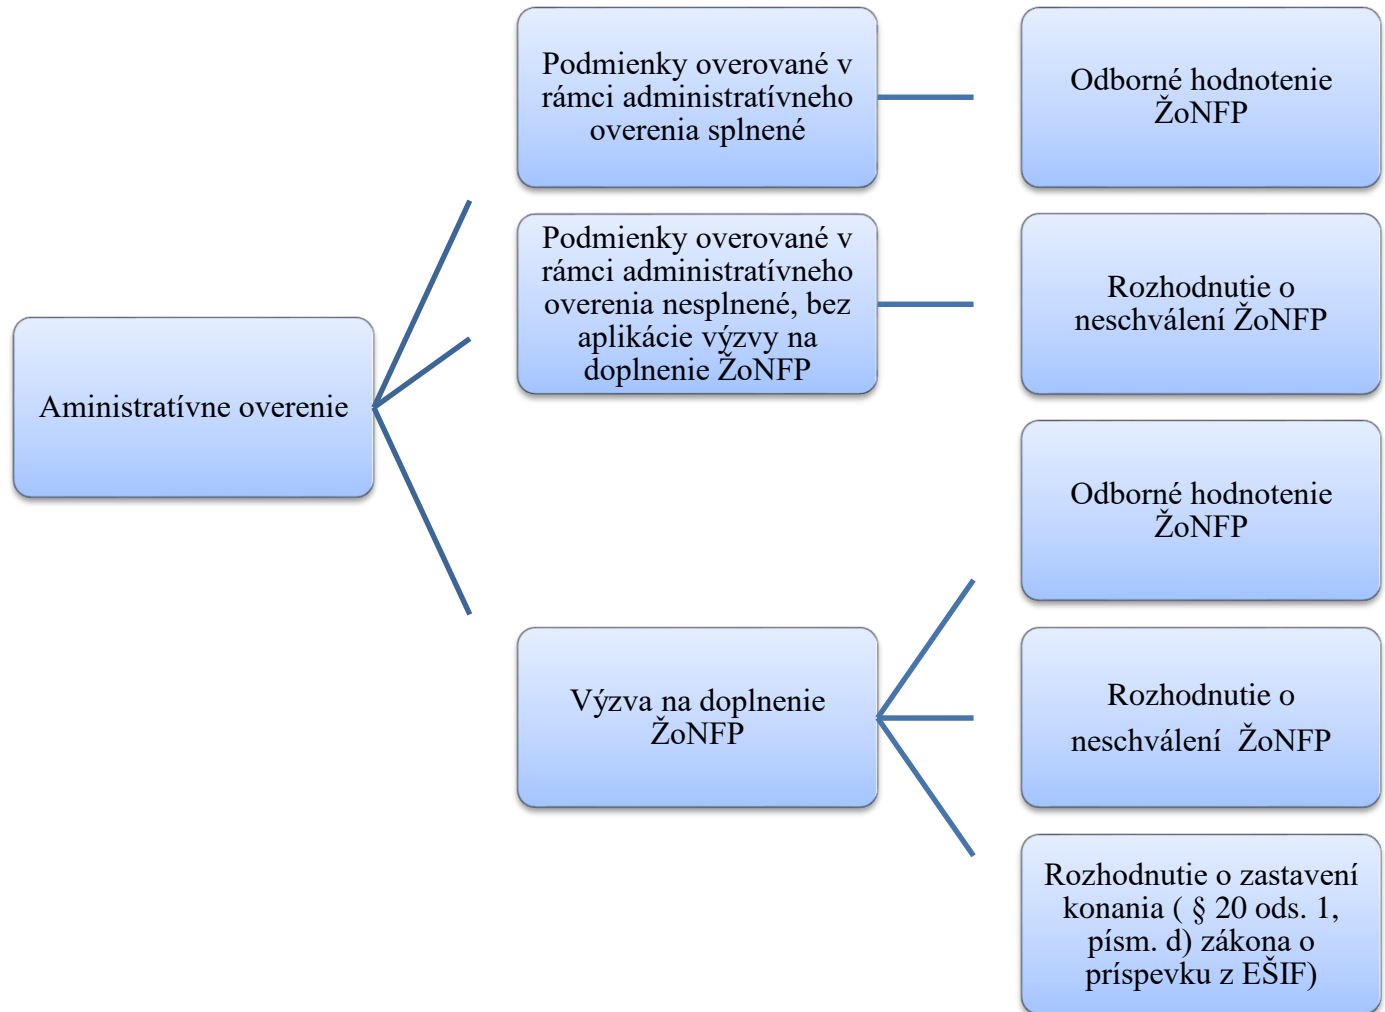 Podmienky overované v
rámci administratívneho
overenia splnené
Odborné hodnotenie
ŽoNFP
Podmienky overované v
rámci administratívneho
overenia nesplnené, bez
aplikácie výzvy na
doplnenie ŽoNFP
Rozhodnutie o
neschválení ŽoNFP
Aministratívne overenie
Odborné hodnotenie
ŽoNFP
Výzva na doplnenie
ŽoNFP
Rozhodnutie o
neschválení ŽoNFP
Rozhodnutie o zastavení
konania ( § 20 ods. 1,
písm. d) zákona o
príspevku z EŠIF)